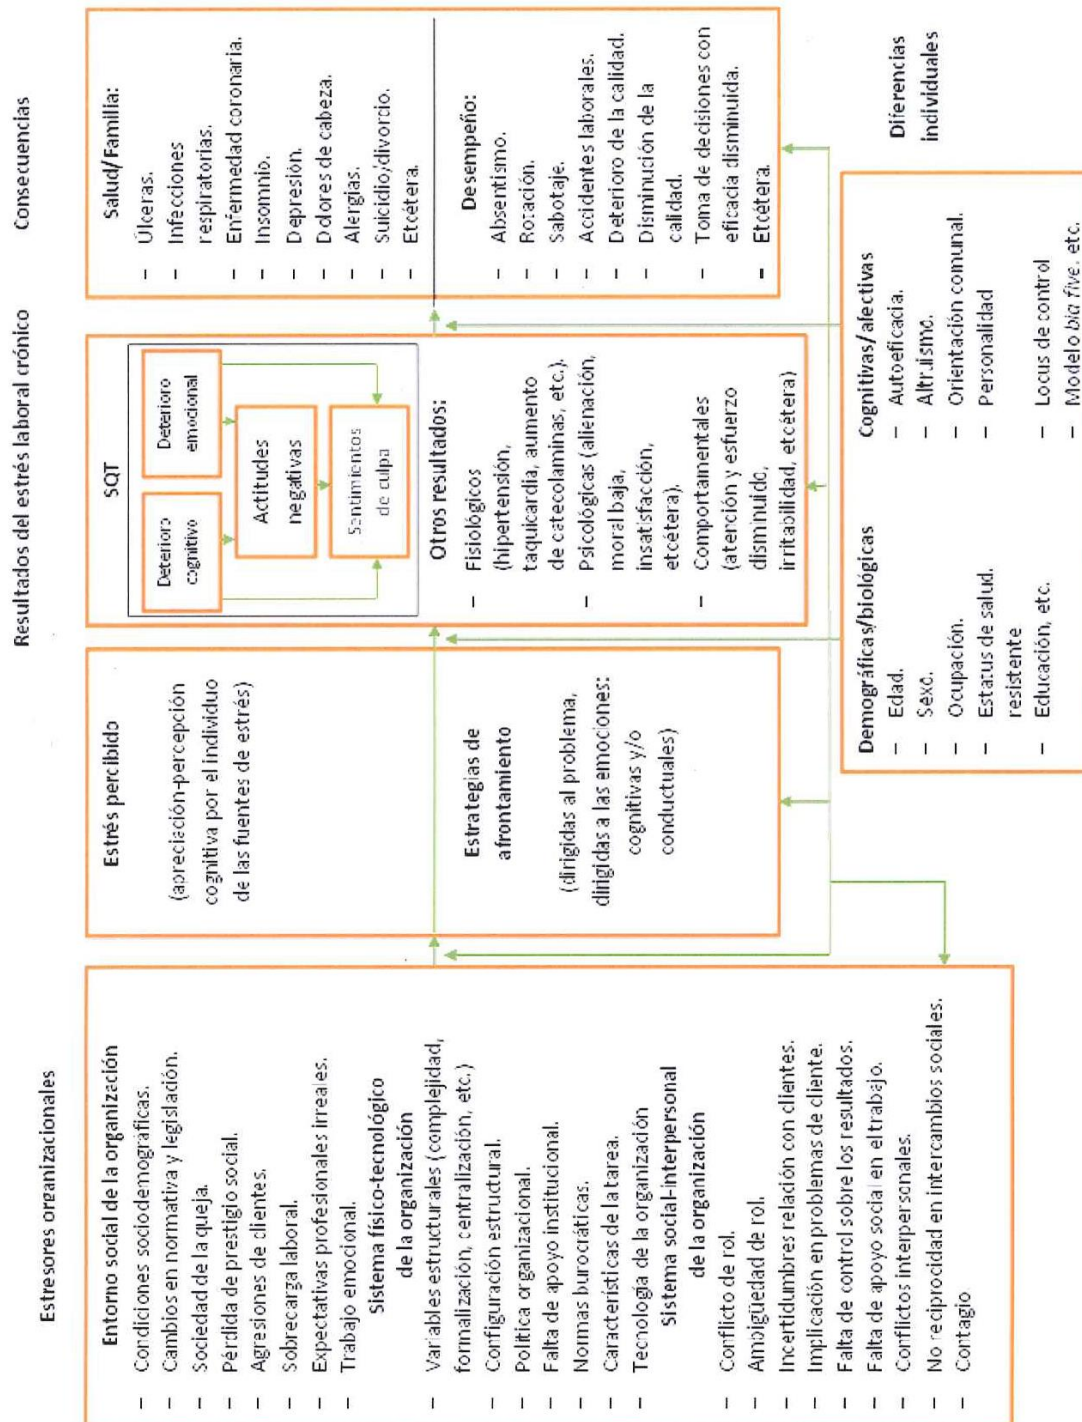 Estresores organizacionales
Entorno social de la organización
– Condiciones sociodemográficas.
– Cambios en normativa y legislación.
– Sociedad de la queja.
– Pérdida de prestigio social.
– Agresiones de clientes.
– Sobrecarga laboral.
– Expectativas profesionales irreales.
– Trabajo emocional.
Sistema físico-tecnológico
de la organización
– Variables estructurales (complejidad,
formalización, centralización, etc.)
– Configuración estructural.
– Política organizacional.
– Falta de apoyo institucional.
– Normas burocráticas.
– Características de la tarea.
– Tecnología de la organización
Sistema social-interpersonal
de la organización
– Conflicto de rol.
– Ambigüedad de rol.
– Incertidumbres relación con clientes.
– Implicación en problemas de cliente.
– Falta de control sobre los resultados.
– Falta de apoyo social en el trabajo.
– Conflictos interpersonales.
– No reciprocidad en intercambios sociales.
– Contagio
Estrés percibido
(apreciación-percepción
cognitiva por el individuo
de las fuentes de estrés)
Estrategias de
afrontamiento
(dirigidas al problema,
dirigidas a las emociones:
cognitivas y/o
conductuales)
Resultados del estrés laboral crónico
SQT
Deterioro
cognitivo
Deterioro
emocional
Actitudes
negativas
Sentimientos
de culpa
Otros resultados:
– Fisiológicos
(hipertensión,
taquicardia, aumento
de catecolaminas, etc.).
– Psicológicas (alienación,
moral baja,
insatisfacción,
etcétera).
– Comportamentales
(atención y esfuerzo
disminuido,
irritabilidad, etcétera)
Consecuencias
Salud/Familia:
– Úlceras.
– Infecciones
respiratorias.
– Enfermedad coronaria.
– Insomnio.
– Depresión.
– Dolores de cabeza.
– Alergias.
– Suicidio/divorcio.
– Etcétera.
Desempeño:
– Absentismo.
– Rotación.
– Sabotaje.
– Accidentes laborales.
– Deterioro de la calidad.
– Disminución de la
calidad.
– Toma de decisiones con
eficacia disminuida.
– Etcétera.
Demográficas/biológicas
– Edad.
– Sexo.
– Ocupación.
– Estatus de salud.
resistente
– Educación, etc.
Cognitivas/afectivas
– Autoeficacia.
– Altruismo.
– Orientación comunal.
– Personalidad
– Locus de control
– Modelo big five, etc.
Diferencias
individuales